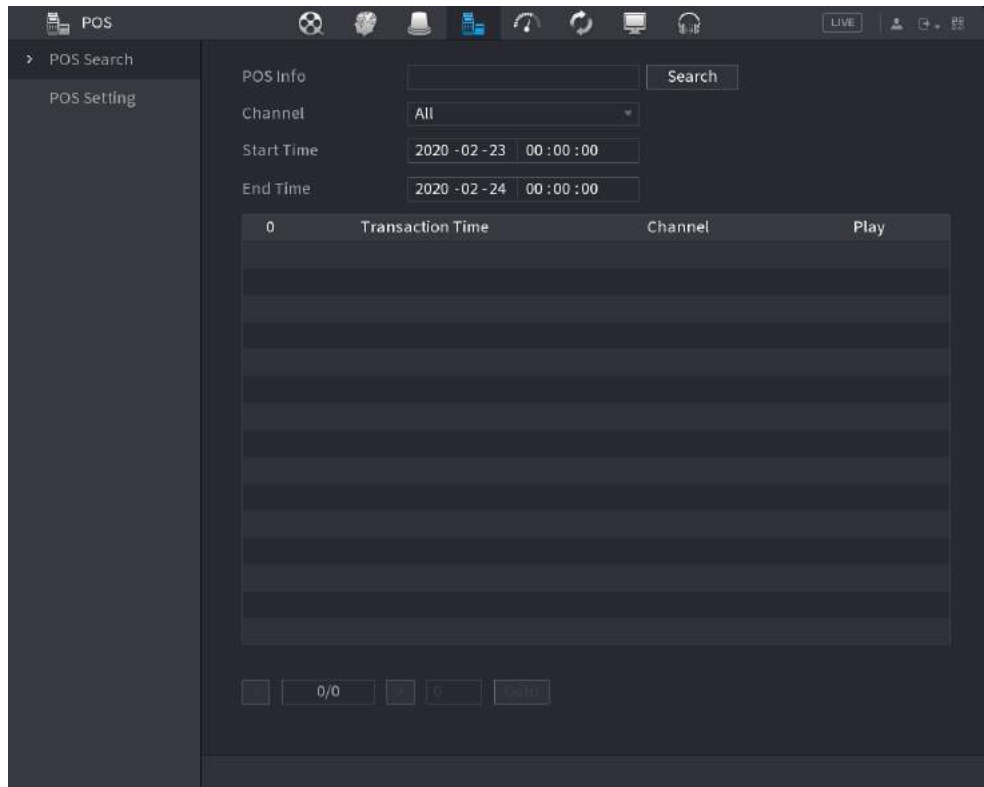 POS
LIVE
POS Search
POS Setting
POS Info
Search
Channel
All
Start Time
2020 -02 -23 00 :00 :00
End Time
2020 -02 -24 00 :00 :00
0 Transaction Time Channel Play
0/0 0 Goto